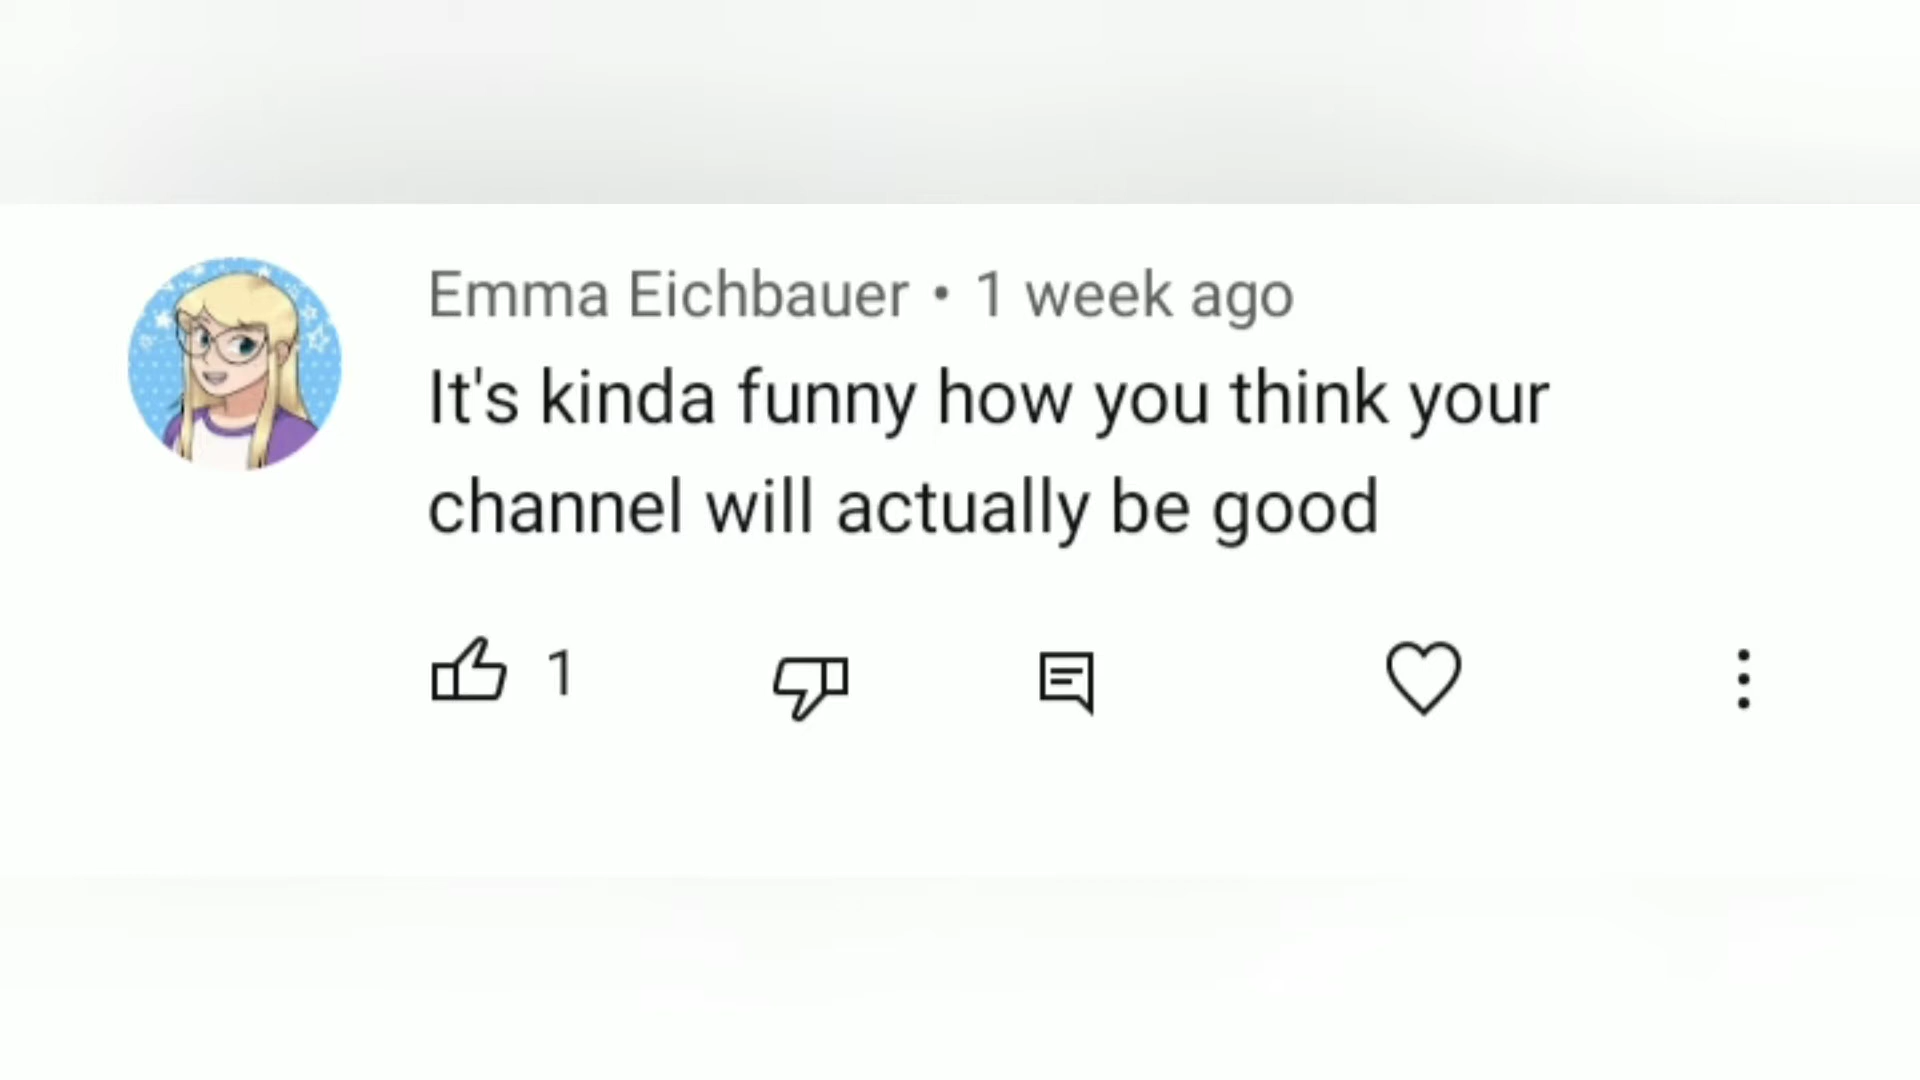 Emma Eichbauer • 1 week ago
It's kinda funny how you think your
channel will actually be good
1